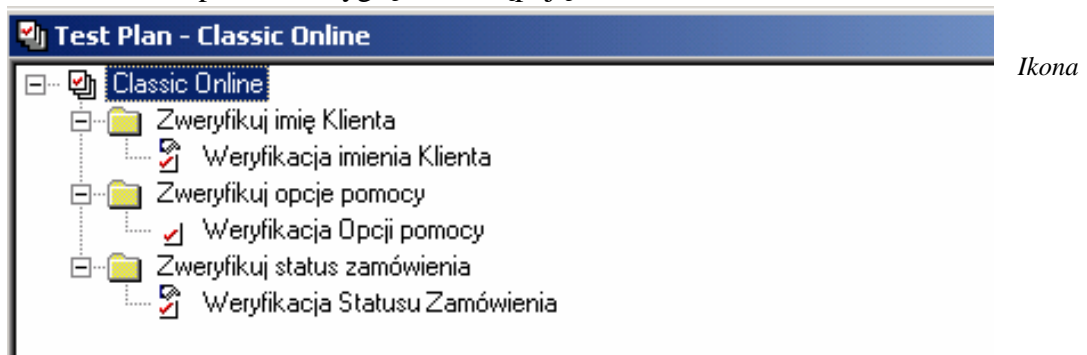 Test Plan - Classic Online
Ikona
Classic Online
Zweryfikuj imię Klienta
Weryfikacja imienia Klienta
Zweryfikuj opcje pomocy
Weryfikacja Opcji pomocy
Zweryfikuj status zamówienia
Weryfikacja Statusu Zamówienia